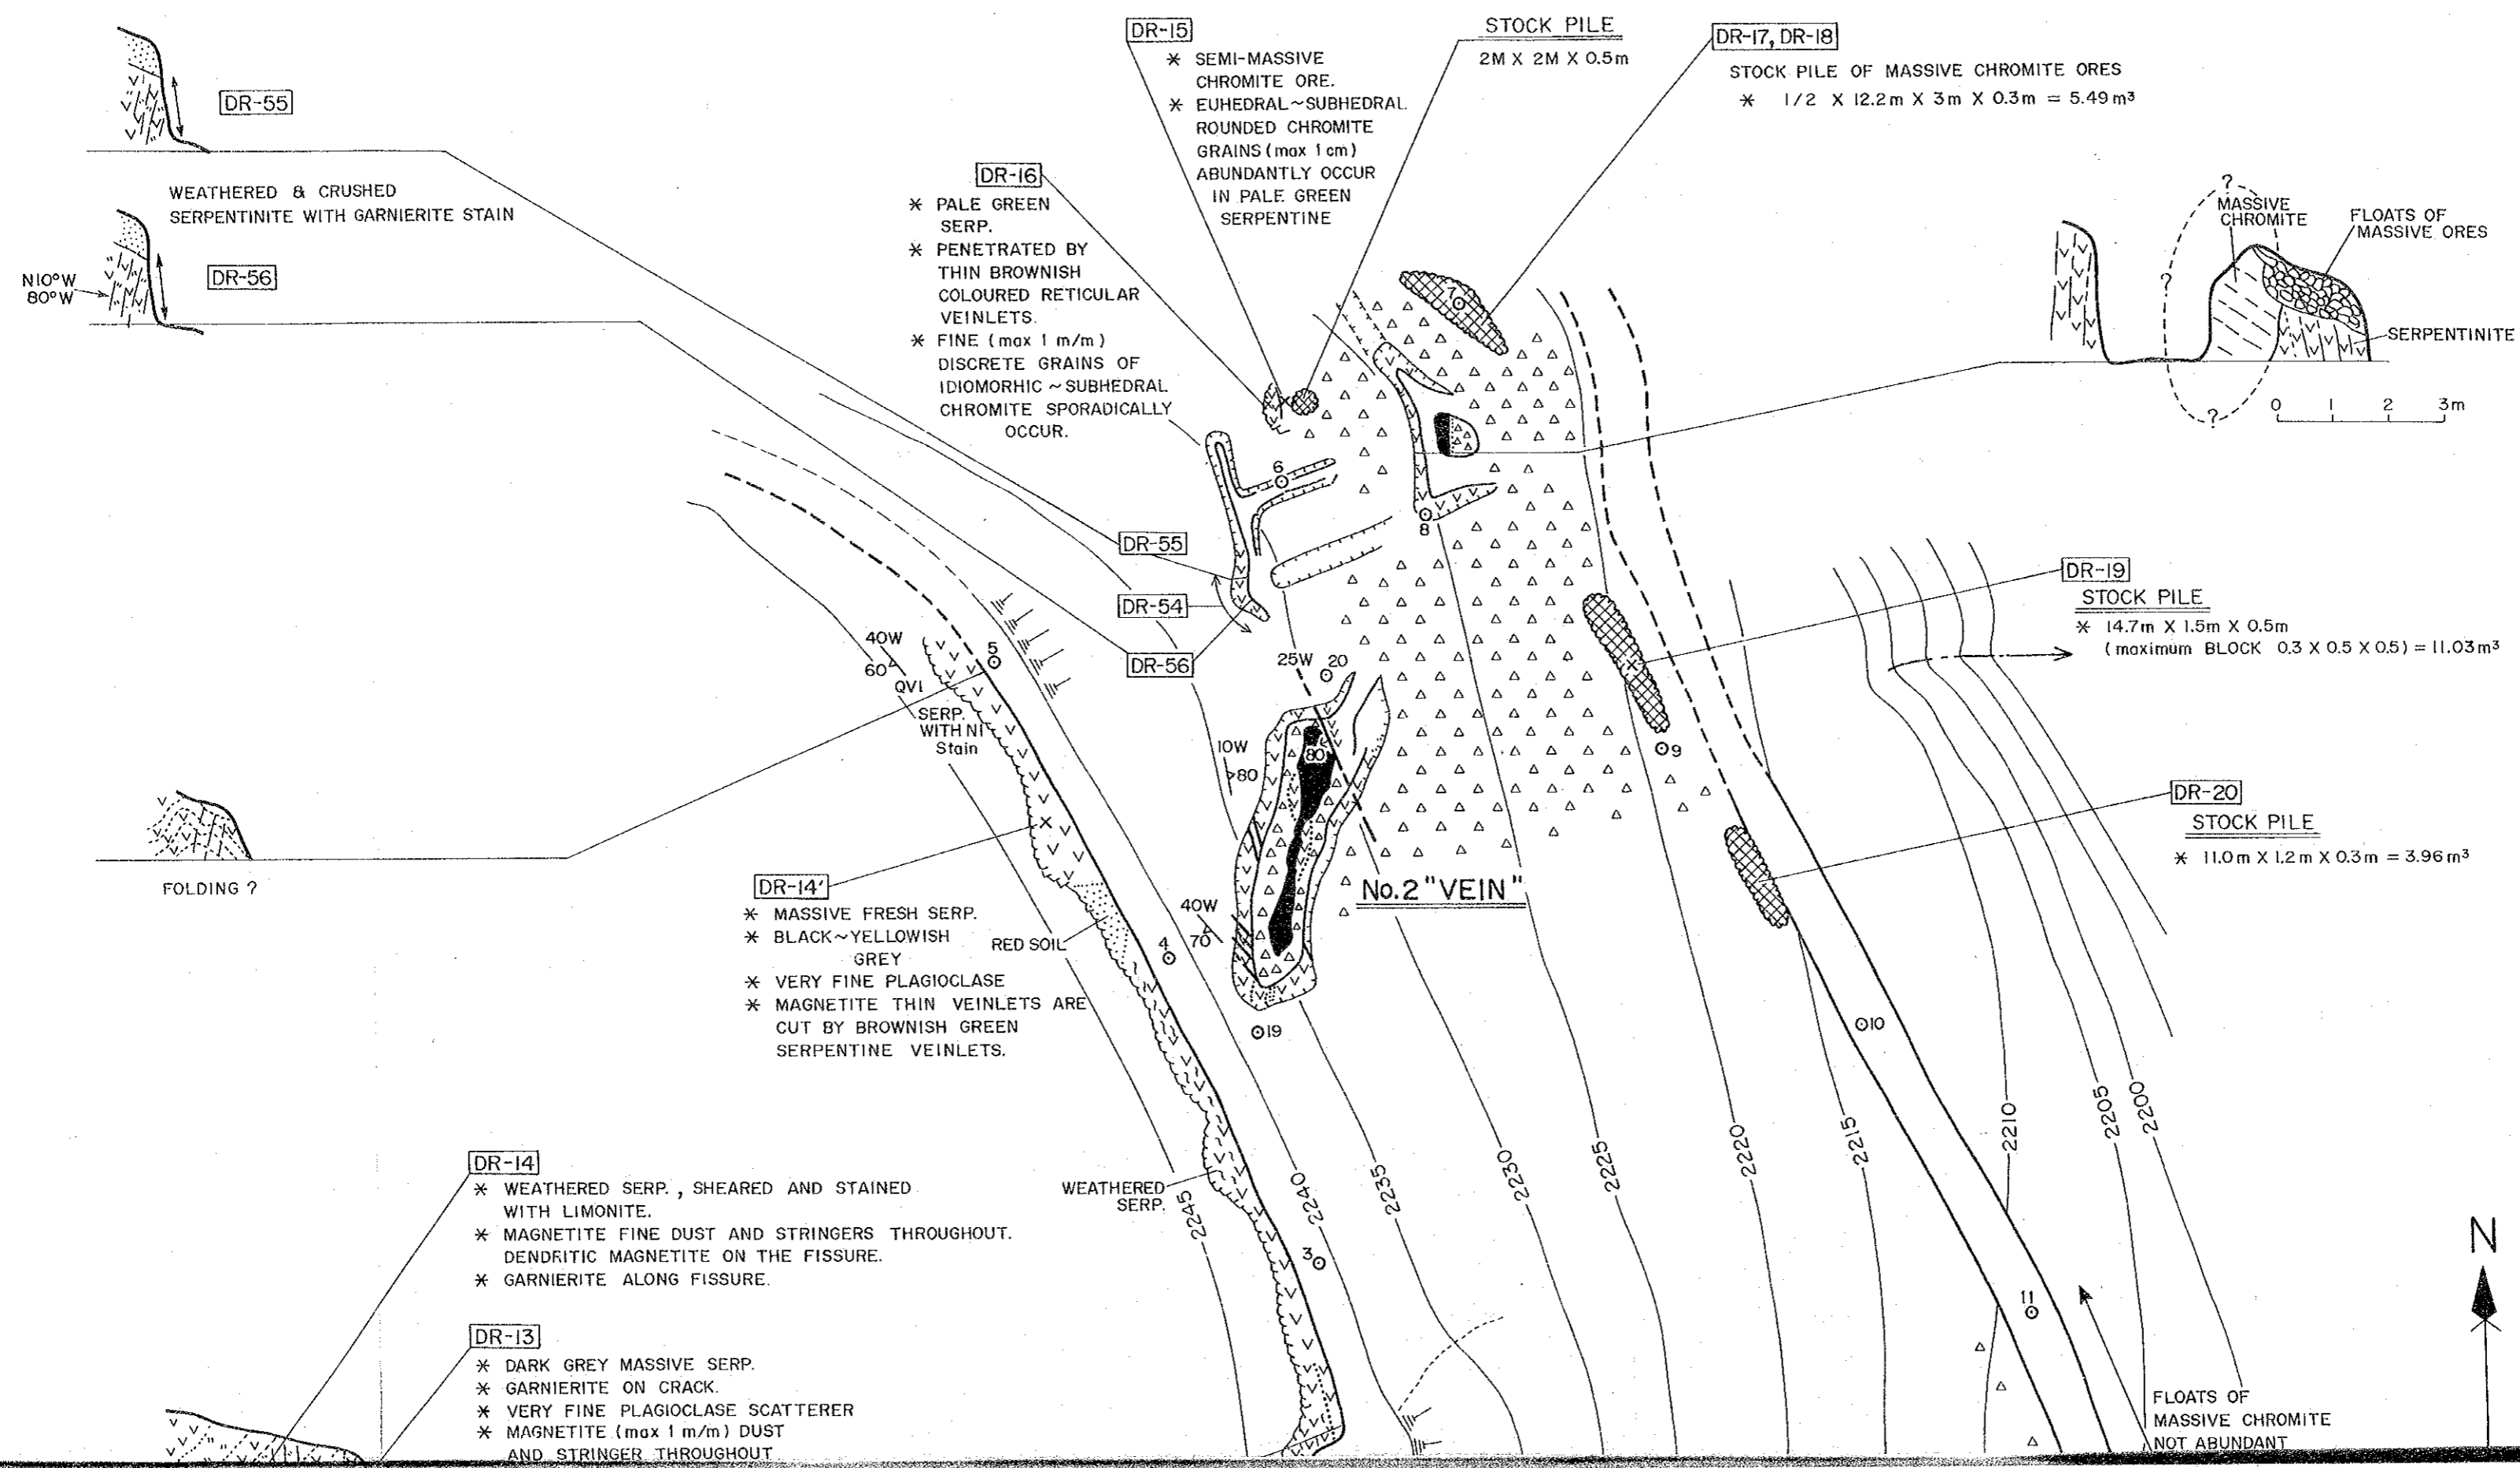 DR-55
WEATHERED & CRUSHED
SERPENTINITE WITH GARNIERITE STAIN
DR-56
N10°W
80°W
DR-15
* SEMI-MASSIVE
CHROMITE ORE.
* EUHEDRAL~SUBHEDRAL
ROUNDED CHROMITE
GRAINS (max 1 cm)
ABUNDANTLY OCCUR
IN PALE GREEN
SERPENTINE
STOCK PILE
2M X 2M X 0.5m
DR-17, DR-18
STOCK PILE OF MASSIVE CHROMITE ORES
* 1/2 X 12.2m X 3m X 0.3m = 5.49m³
DR-16
* PALE GREEN
SERP.
* PENETRATED BY
THIN BROWNISH
COLOURED RETICULAR
VEINLETS.
* FINE (max 1 m/m)
DISCRETE GRAINS OF
IDIOMORHIC ~ SUBHEDRAL
CHROMITE SPORADICALLY
OCCUR.
?
MASSIVE
CHROMITE
FLOATS OF
MASSIVE ORES
?
SERPENTINITE
?
0 1 2 3m
7
6
8
DR-55
DR-54
DR-56
DR-19
STOCK PILE
* 14.7m X 1.5m X 0.5m
(maximum BLOCK 0.3 X 0.5 X 0.5) = 11.03m³
40W
60
5
QVL
SERP.
WITH NI
Stain
25W
20
10W
80
80
9
DR-20
STOCK PILE
* 11.0m X 1.2m X 0.3m = 3.96m³
FOLDING ?
No.2 "VEIN"
DR-14'
* MASSIVE FRESH SERP.
* BLACK~YELLOWISH
GREY
* VERY FINE PLAGIOCLASE
* MAGNETITE THIN VEINLETS ARE
CUT BY BROWNISH GREEN
SERPENTINE VEINLETS.
RED SOIL
4
40W
70
19
10
DR-14
* WEATHERED SERP., SHEARED AND STAINED
WITH LIMONITE.
* MAGNETITE FINE DUST AND STRINGERS THROUGHOUT.
DENDRITIC MAGNETITE ON THE FISSURE.
* GARNIERITE ALONG FISSURE.
WEATHERED
SERP.
2245
2240
2235
2230
2225
2220
2215
2210
2205
2200
3
11
N
DR-13
* DARK GREY MASSIVE SERP.
* GARNIERITE ON CRACK.
* VERY FINE PLAGIOCLASE SCATTERER
* MAGNETITE (max 1 m/m) DUST
AND STRINGER THROUGHOUT
FLOATS OF
MASSIVE CHROMITE
NOT ABUNDANT